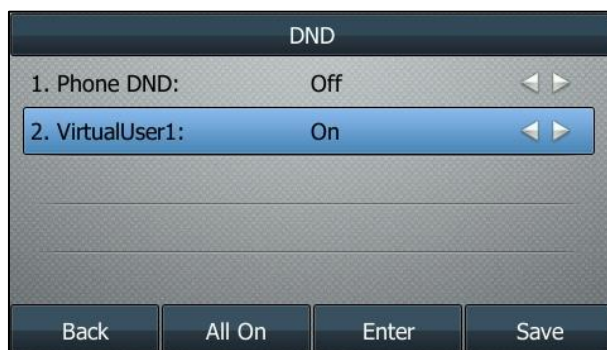 DND
1. Phone DND: Off
2. VirtualUser1: On
Back All On Enter Save